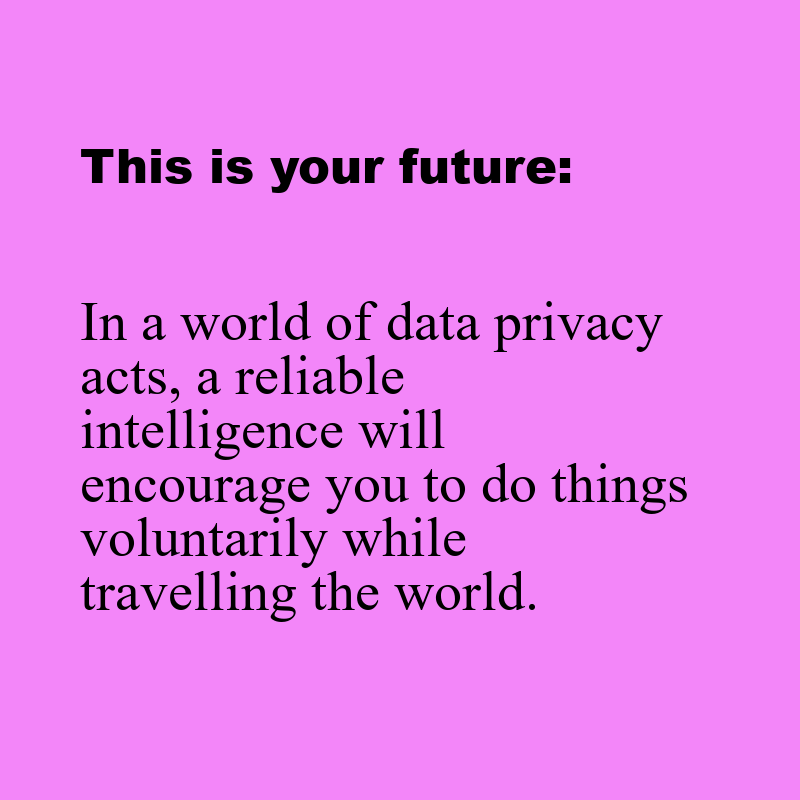 This is your future:
In a world of data privacy
acts, a reliable
intelligence will
encourage you to do things
voluntarily while
travelling the world.